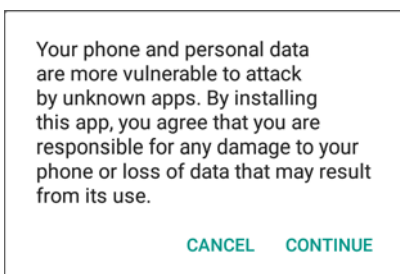 Your phone and personal data
are more vulnerable to attack
by unknown apps. By installing
this app, you agree that you are
responsible for any damage to your
phone or loss of data that may result
from its use.
CANCEL CONTINUE